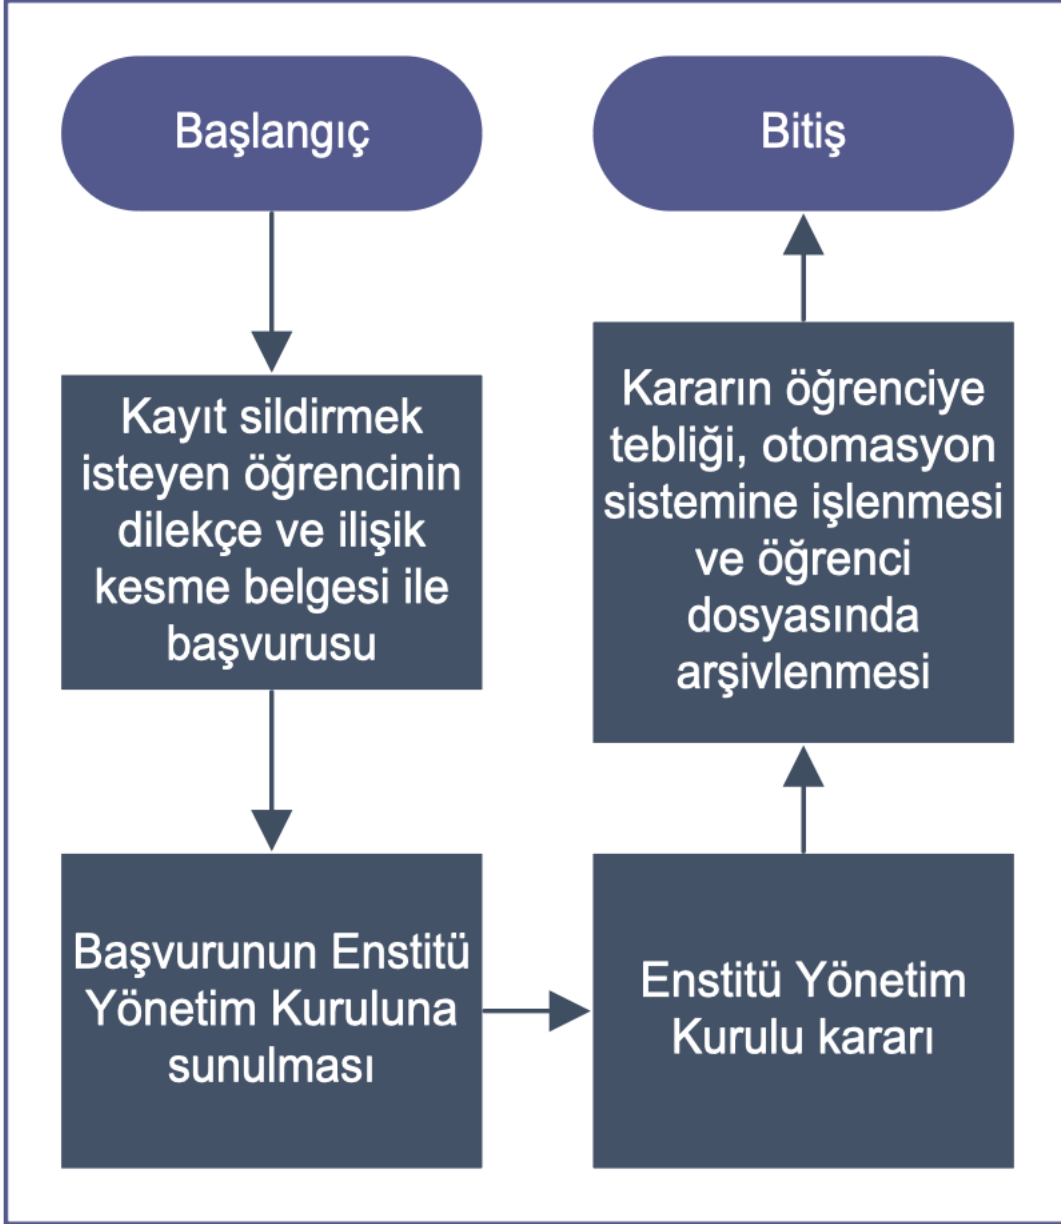 Başlangıç
Kayıt sildirmek
isteyen öğrencinin
dilekçe ve ilişik
kesme belgesi ile
başvurusu
Başvurunun Enstitü
Yönetim Kuruluna
sunulması
Enstitü Yönetim
Kurulu kararı
Kararın öğrenciye
tebliği, otomasyon
sistemine işlenmesi
ve öğrenci
dosyasında
arşivlenmesi
Bitiş